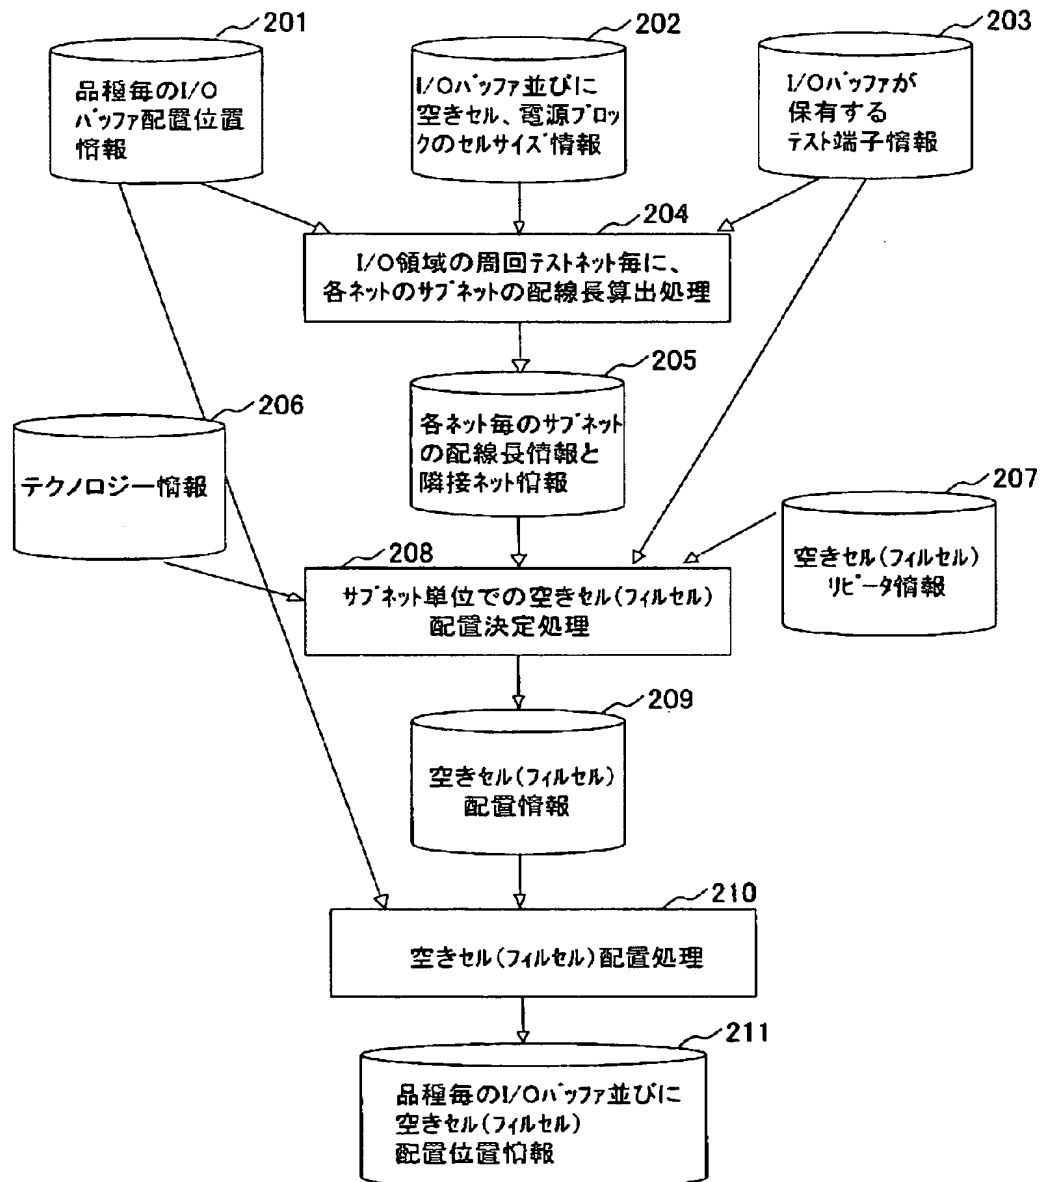 201
品種毎のI/O
バッファ配置位置
情報
202
I/Oバッファ並びに
空きセル、電源ブロッ
クのセルサイズ情報
203
I/Oバッファが
保有する
テスト端子情報
204
I/O領域の周回テストネット毎に、
各ネットのサブネットの配線長算出処理
205
各ネット毎のサブネット
の配線長情報と
隣接ネット情報
206
テクノロジー情報
207
空きセル(フィルセル)
リピータ情報
208
サブネット単位での空きセル(フィルセル)
配置決定処理
209
空きセル(フィルセル)
配置情報
210
空きセル(フィルセル)配置処理
211
品種毎のI/Oバッファ並びに
空きセル(フィルセル)
配置位置情報